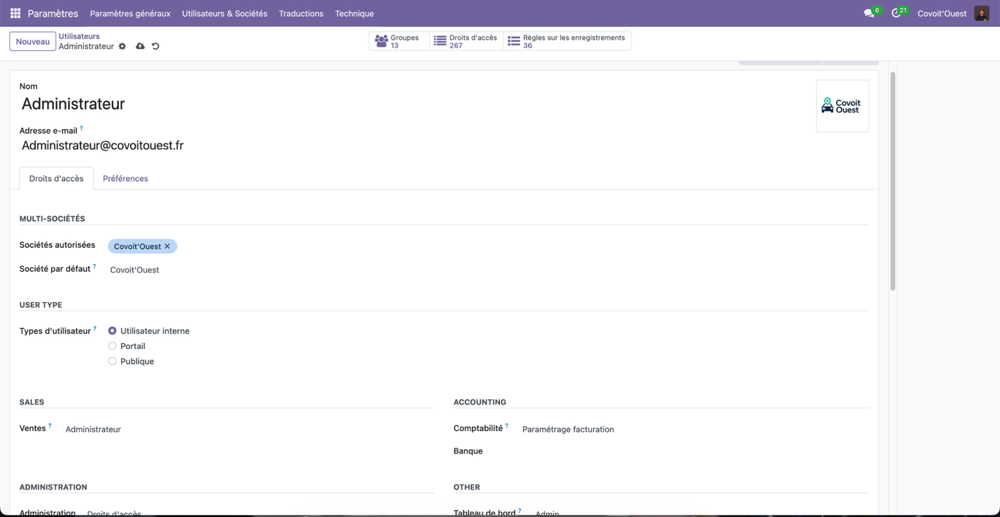 Paramètres Paramètres généraux Utilisateurs & Sociétés Traductions Technique 6 21 Covoit'Ouest
Nouveau
Utilisateurs
Administrateur
Groupes
13
Droits d'accès
267
Règles sur les enregistrements
36
Nom
Administrateur
Covoit
Ouest
Adresse e-mail ?
Administrateur@covoitouest.fr
Droits d'accès Préférences
MULTI-SOCIÉTÉS
Sociétés autorisées Covoit'Ouest ✕
Société par défaut ? Covoit'Ouest
USER TYPE
Types d'utilisateur ? Utilisateur interne
Portail
Publique
SALES
Ventes ? Administrateur
ACCOUNTING
Comptabilité ? Paramétrage facturation
Banque
ADMINISTRATION
Administration Droits d'accès
OTHER
Tableau de bord ? Admin